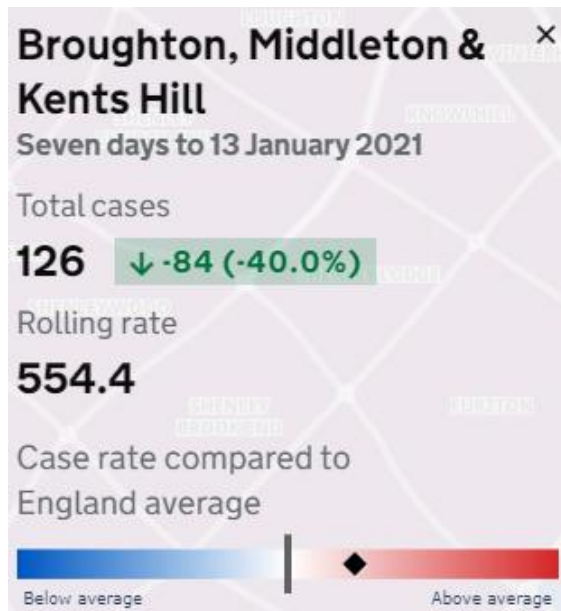 Broughton, Middleton &
Kents Hill
×
Seven days to 13 January 2021
Total cases
126 ↓ -84 (-40.0%)
Rolling rate
554.4
Case rate compared to
England average
Below average Above average